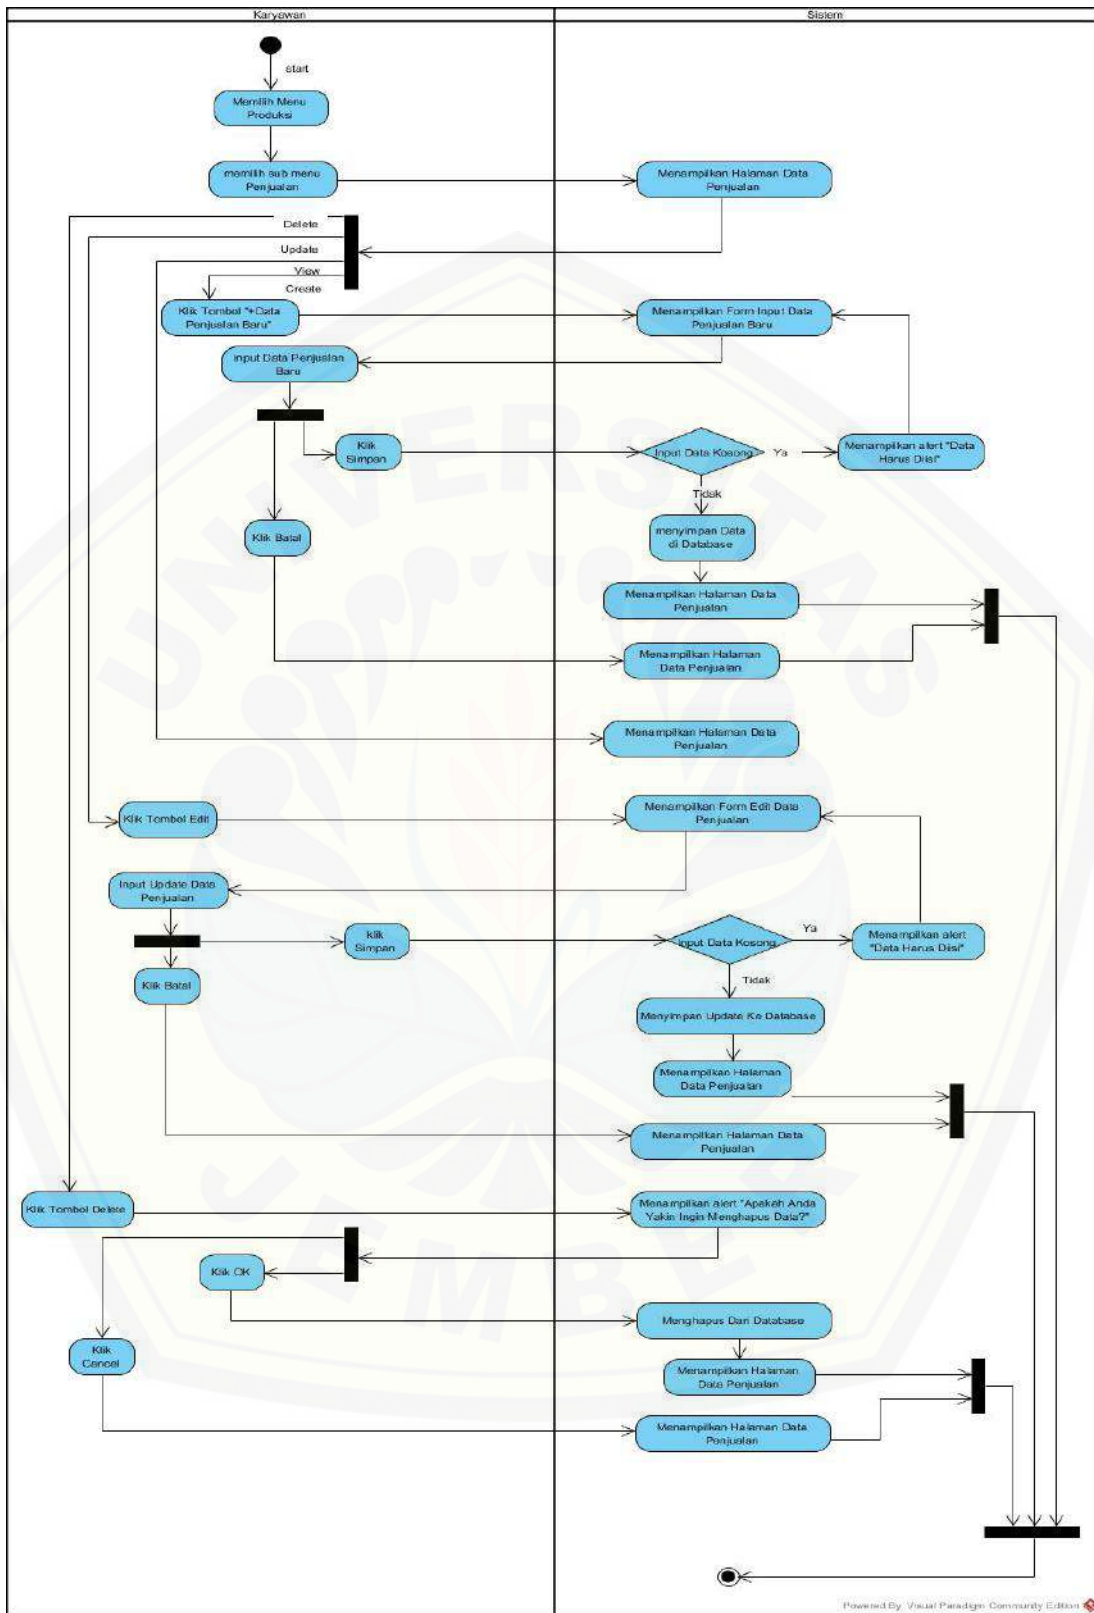 Karyawan
Sistem
start
Memilih Menu
Produksi
memilih sub menu
Penjualan
Menampilkan Halaman Data
Penjualan
Delete
Update
View
Create
Klik Tombol "+Data
Penjualan Baru"
Menampilkan Form Input Data
Penjualan Baru
Input Data Penjualan
Baru
Klik
Simpan
Input Data Kosong
Ya
Menampilkan alert "Data
Harus Diisi"
Tidak
menyimpan Data
di Database
Klik Batal
Menampilkan Halaman Data
Penjualan
Menampilkan Halaman
Data Penjualan
Menampilkan Halaman Data
Penjualan
Klik Tombol Edit
Menampilkan Form Edit Data
Penjualan
Input Update Data
Penjualan
klik
Simpan
Input Data Kosong
Ya
Menampilkan alert
"Data Harus Diisi"
Tidak
Klik Batal
Menyimpan Update Ke Database
Menampilkan Halaman
Data Penjualan
Menampilkan Halaman Data
Penjualan
Klik Tombol Delete
Menampilkan alert "Apakah Anda
Yakin Ingin Menghapus Data?"
Klik OK
Menghapus Dari Database
Klik
Cancel
Menampilkan Halaman
Data Penjualan
Menampilkan Halaman Data
Penjualan
UNIVERSITAS
JEMBER
Powered By Visual Paradigm Community Edition